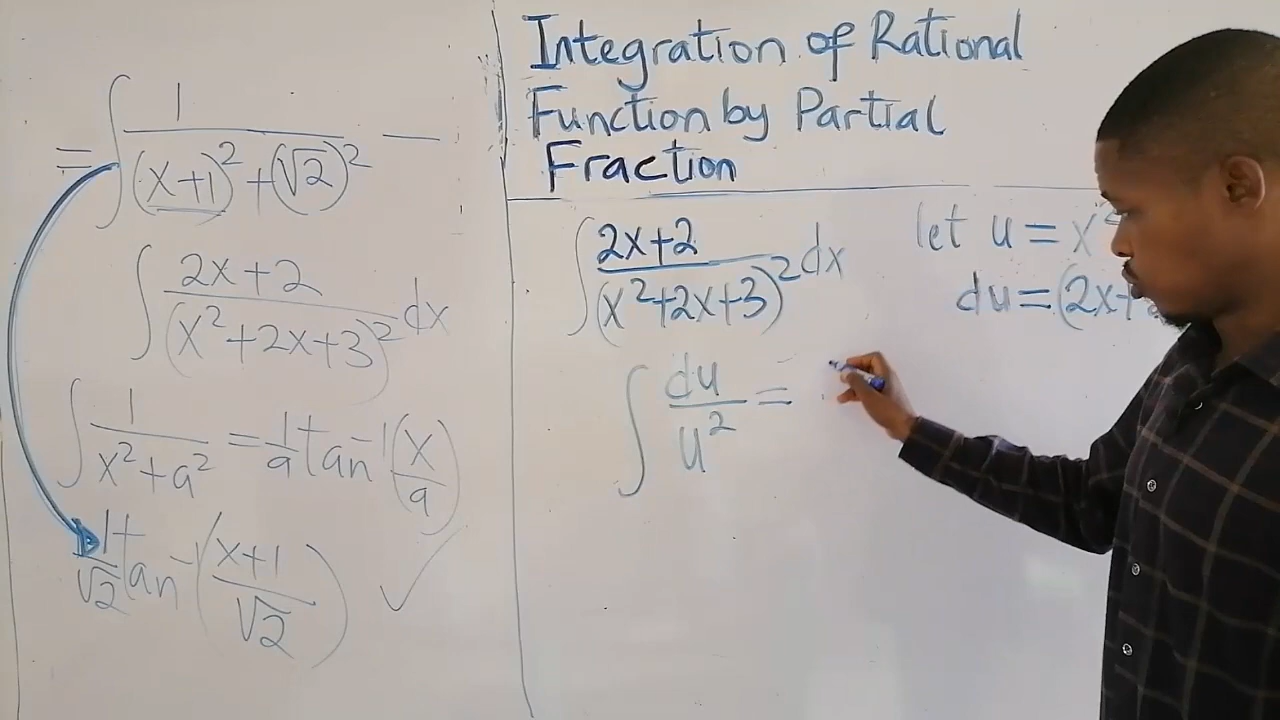 = ∫ 1 / ((x+1)² + (√2)²) —
∫ (2x+2) / (x²+2x+3)² dx
∫ 1 / (x²+a²) = 1/a tan⁻¹(x/a)
1/√2 tan⁻¹((x+1)/√2) ✓
Integration of Rational
Function by Partial
Fraction
∫ (2x+2) / (x²+2x+3)² dx
let u = x²
du = (2x+
∫ du/u² =